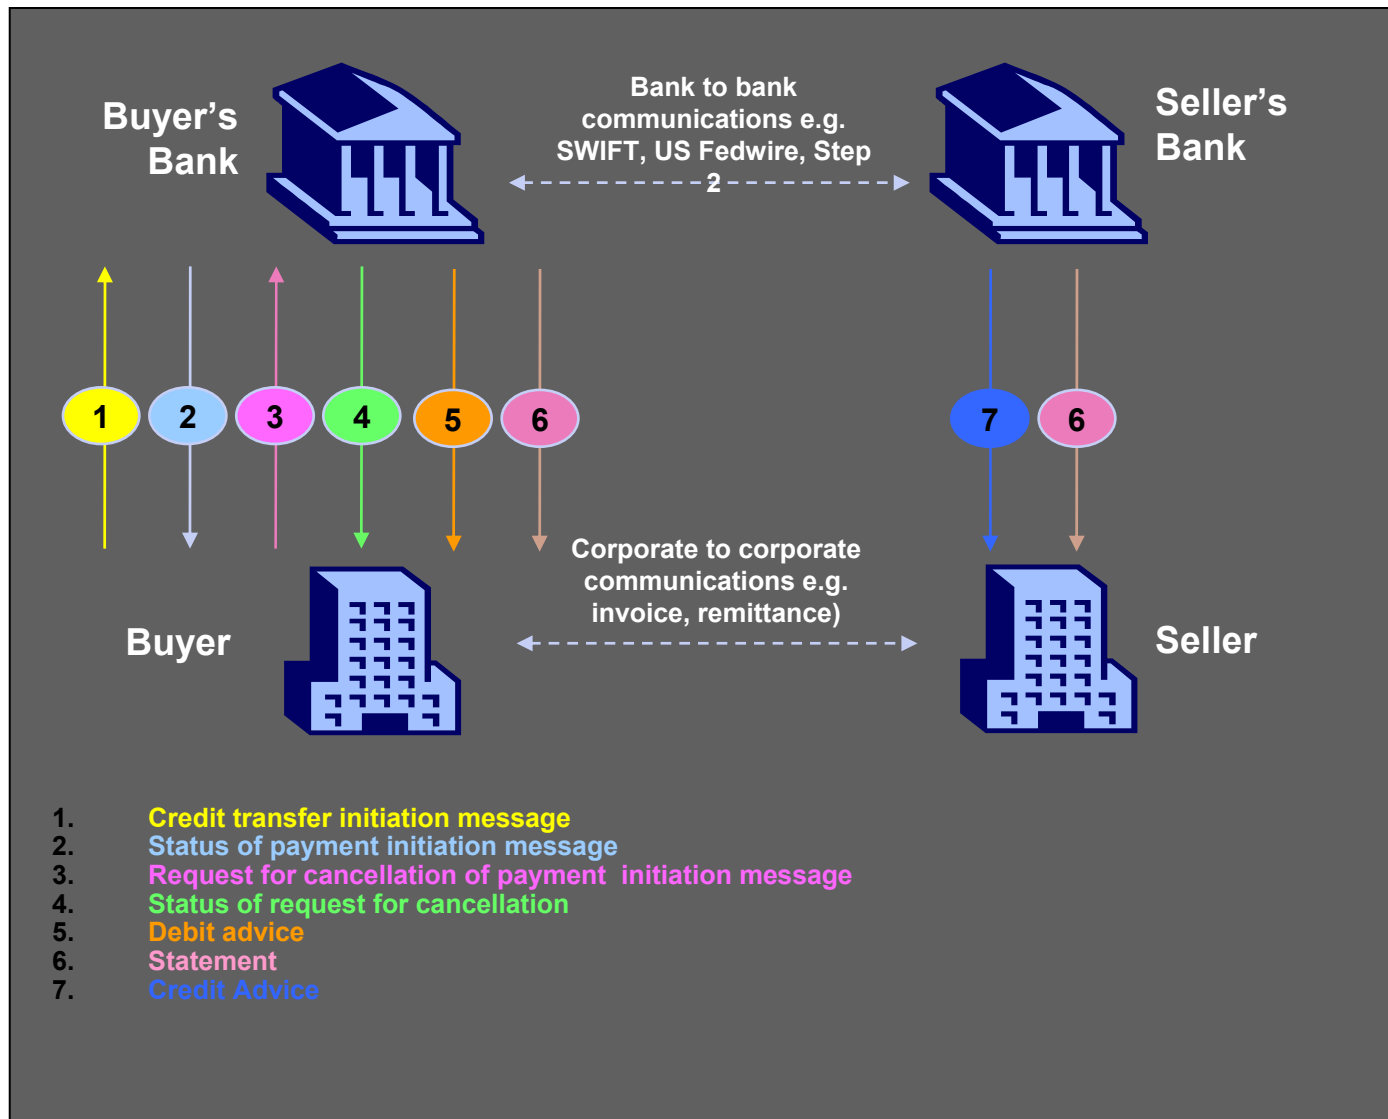 Buyer’s
Bank
Bank to bank
communications e.g.
SWIFT, US Fedwire, Step
2
Seller’s
Bank
1
2
3
4
5
6
7
6
Corporate to corporate
communications e.g.
invoice, remittance)
Buyer
Seller
1. Credit transfer initiation message
2. Status of payment initiation message
3. Request for cancellation of payment initiation message
4. Status of request for cancellation
5. Debit advice
6. Statement
7. Credit Advice